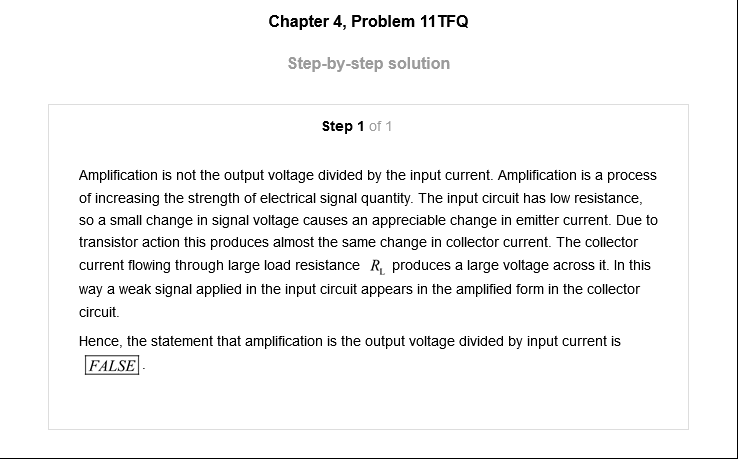 Chapter 4, Problem 11TFQ
Step-by-step solution
Step 1 of 1
Amplification is not the output voltage divided by the input current. Amplification is a process
of increasing the strength of electrical signal quantity. The input circuit has low resistance,
so a small change in signal voltage causes an appreciable change in emitter current. Due to
transistor action this produces almost the same change in collector current. The collector
current flowing through large load resistance R_L produces a large voltage across it. In this
way a weak signal applied in the input circuit appears in the amplified form in the collector
circuit.
Hence, the statement that amplification is the output voltage divided by input current is
FALSE.